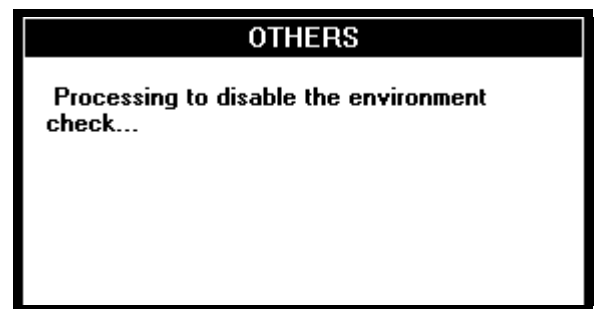 OTHERS
Processing to disable the environment
check...